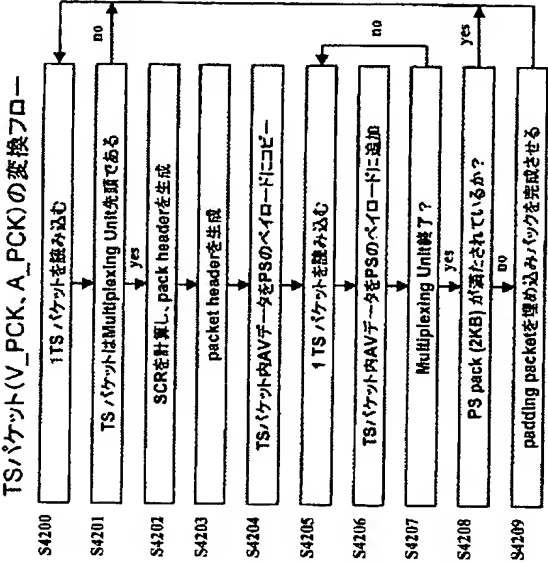 TSパケット(V_PCK、A_PCK)の変換フロー
S4200
1TS パケットを読み込む
S4201
TS パケットはMultiplexing Unit先頭である
no
yes
S4202
SCRを計算し、pack headerを生成
S4203
packet headerを生成
S4204
TSパケット内AVデータをPSのペイロードにコピー
S4205
1 TS パケットを読み込む
S4206
TSパケット内AVデータをPSのペイロードに追加
S4207
Multiplexing Unit終了?
no
yes
S4208
PS pack (2KB) が満たされているか?
yes
no
S4209
padding packetを埋め込みパックを完成させる